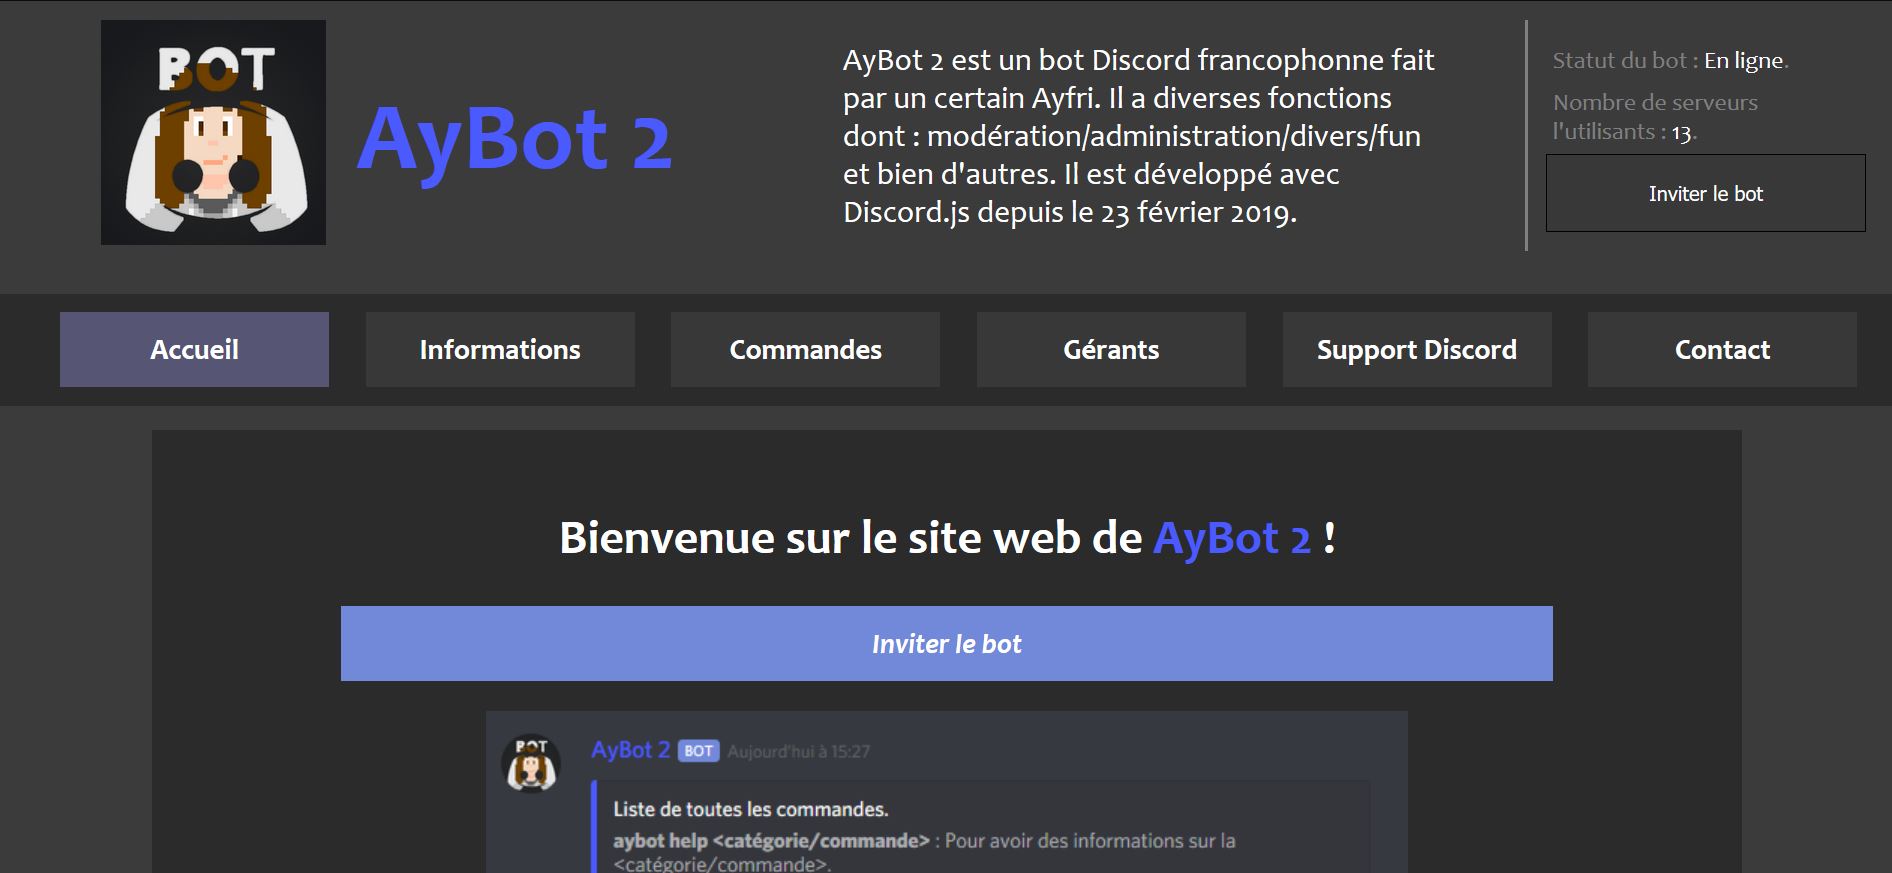 BOT
AyBot 2
AyBot 2 est un bot Discord francophonne fait
par un certain Ayfri. Il a diverses fonctions
dont : modération/administration/divers/fun
et bien d'autres. Il est développé avec
Discord.js depuis le 23 février 2019.
Statut du bot : En ligne.
Nombre de serveurs
l'utilisants : 13.
Inviter le bot
Accueil
Informations
Commandes
Gérants
Support Discord
Contact
Bienvenue sur le site web de AyBot 2 !
Inviter le bot
BOT
AyBot 2 BOT Aujourd'hui à 15:27
Liste de toutes les commandes.
aybot help <catégorie/commande> : Pour avoir des informations sur la
<catégorie/commande>.